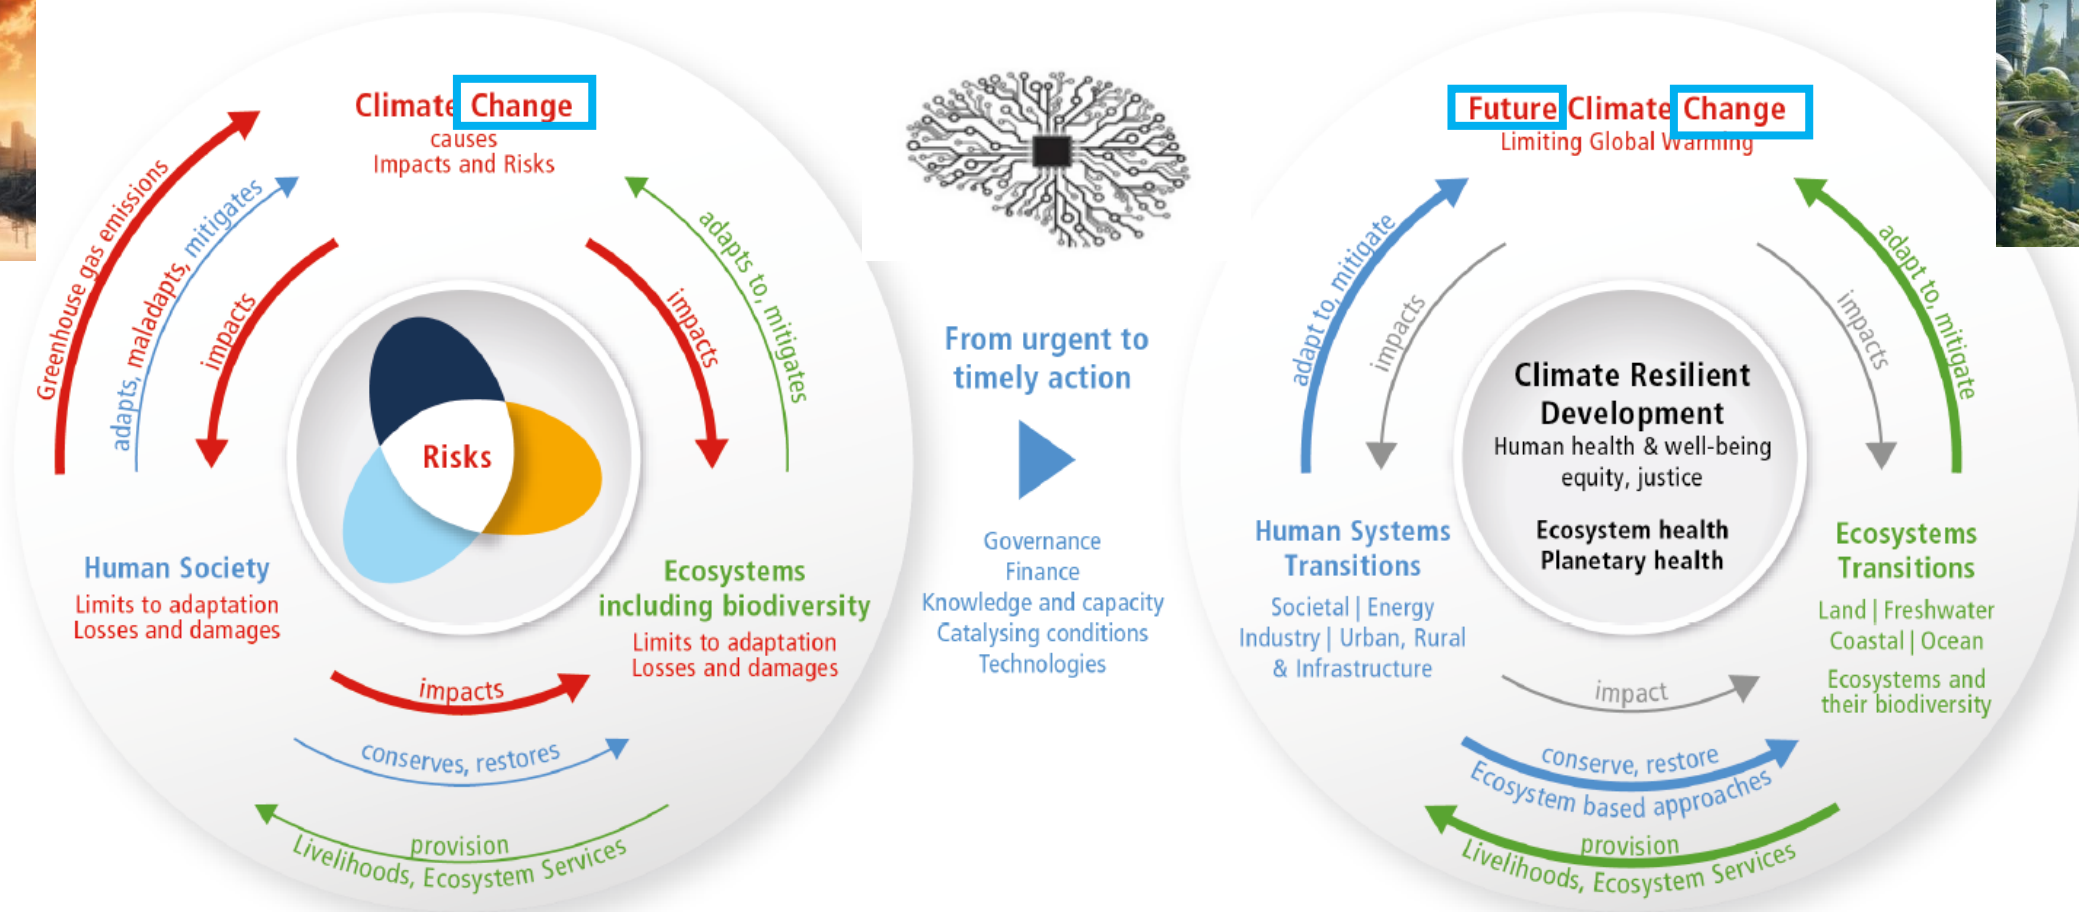 Climate Change
causes
Impacts and Risks
Greenhouse gas emissions
adapts, maladapts, mitigates
impacts
impacts
adapts to, mitigates
Risks
Human Society
Limits to adaptation
Losses and damages
Ecosystems
including biodiversity
Limits to adaptation
Losses and damages
impacts
conserves, restores
provision
Livelihoods, Ecosystem Services
From urgent to
timely action
Governance
Finance
Knowledge and capacity
Catalysing conditions
Technologies
Future Climate Change
Limiting Global Warming
adapt to, mitigate
impacts
impacts
adapt to, mitigate
Climate Resilient
Development
Human health & well-being
equity, justice
Ecosystem health
Planetary health
Human Systems
Transitions
Societal | Energy
Industry | Urban, Rural
& Infrastructure
Ecosystems
Transitions
Land | Freshwater
Coastal | Ocean
Ecosystems and
their biodiversity
impact
conserve, restore
Ecosystem based approaches
provision
Livelihoods, Ecosystem Services